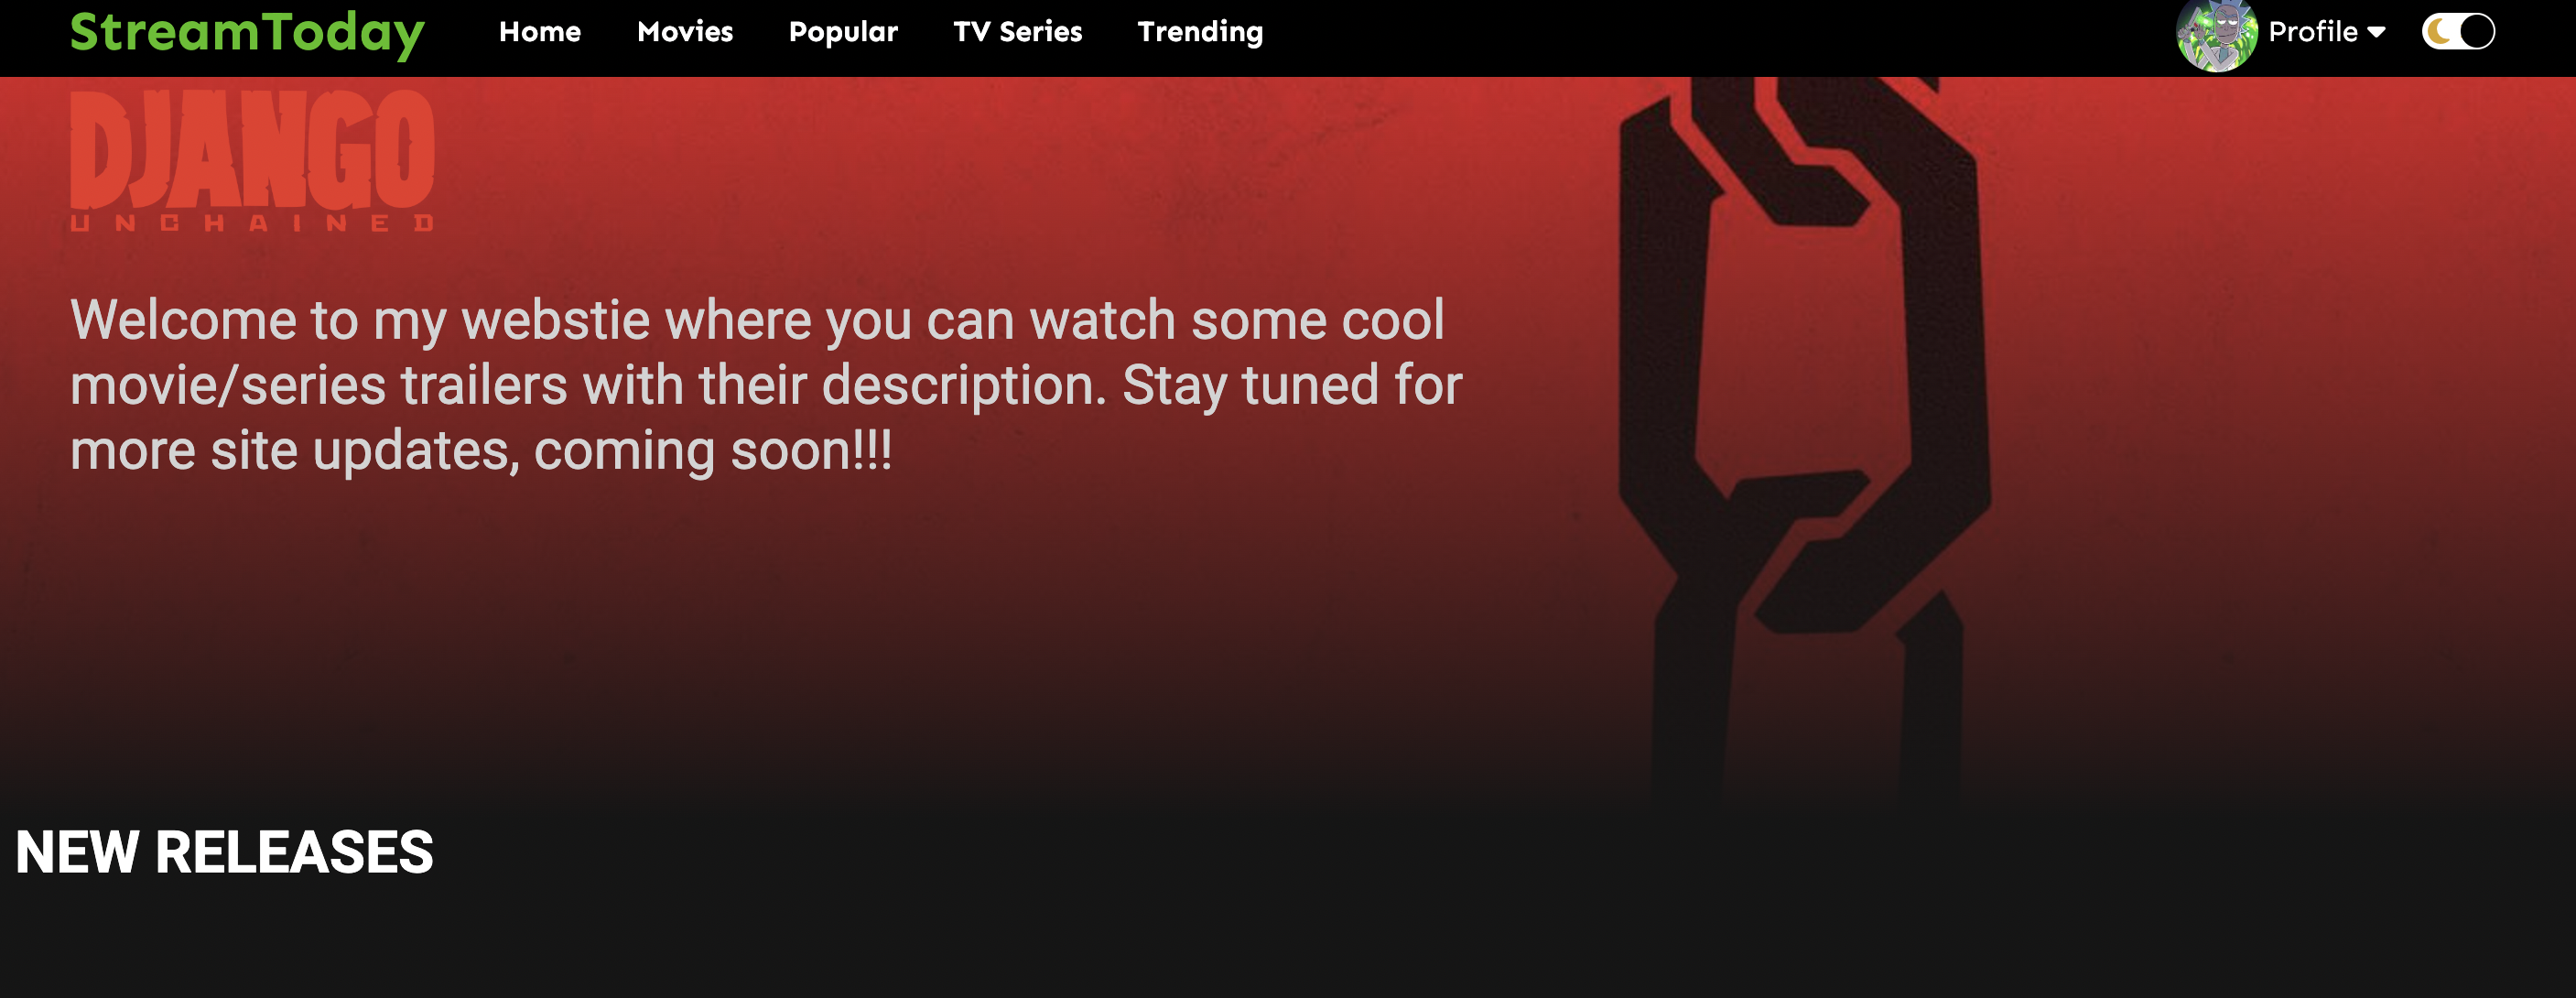 StreamToday
Home Movies Popular TV Series Trending
Profile
DJANGO
UNCHAINED
Welcome to my webstie where you can watch some cool
movie/series trailers with their description. Stay tuned for
more site updates, coming soon!!!
NEW RELEASES